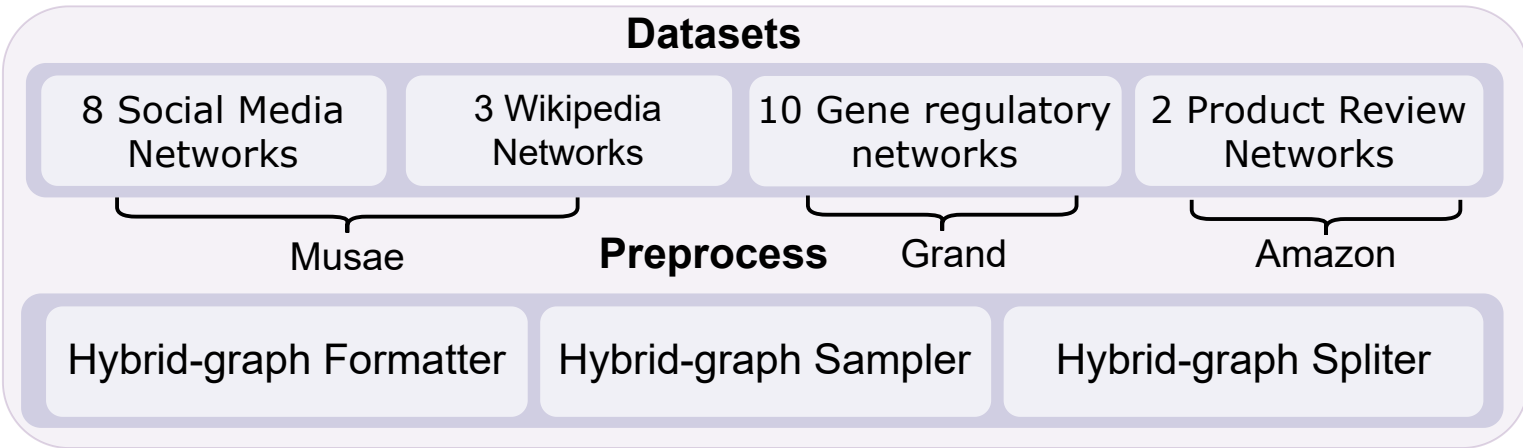 Datasets
8 Social Media
Networks
3 Wikipedia
Networks
10 Gene regulatory
networks
2 Product Review
Networks
Musae
Preprocess
Grand
Amazon
Hybrid-graph Formatter
Hybrid-graph Sampler
Hybrid-graph Spliter